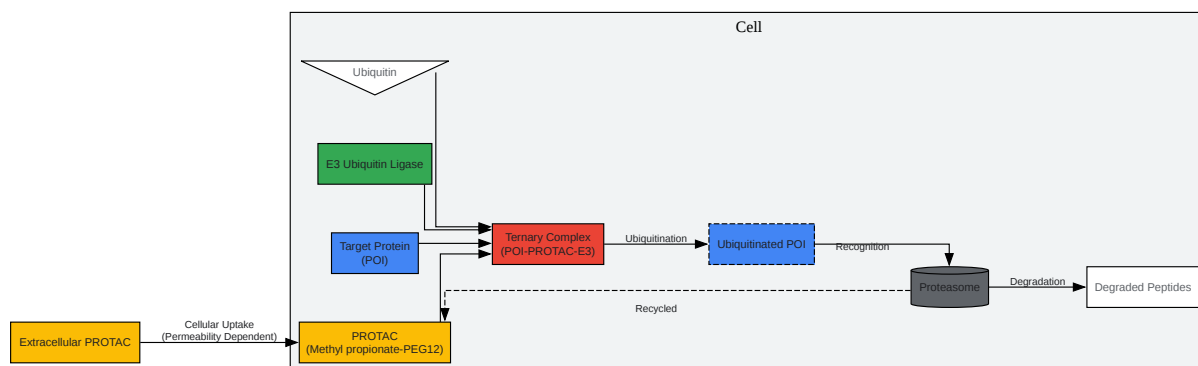 Cell
Ubiquitin
E3 Ubiquitin Ligase
Target Protein
(POI)
Ternary Complex
(POI-PROTAC-E3)
Ubiquitination
Ubiquitinated POI
Recognition
Proteasome
Degradation
Degraded Peptides
Recycled
Extracellular PROTAC
Cellular Uptake
(Permeability Dependent)
PROTAC
(Methyl propionate-PEG12)